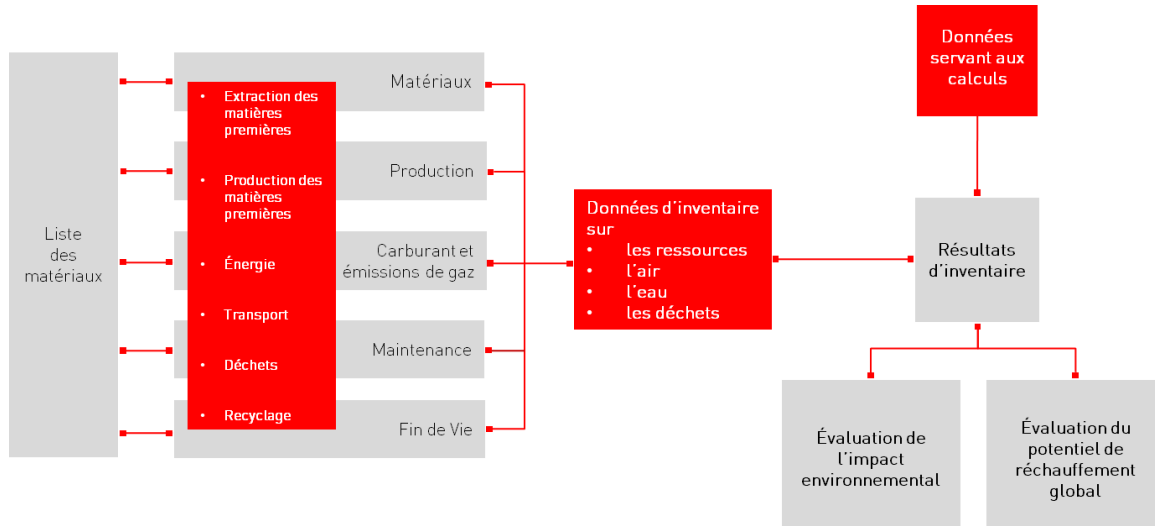 Liste
des
matériaux
Matériaux
Production
Carburant et
émissions de gaz
Maintenance
Fin de Vie
• Extraction des
matières
premières
• Production des
matières
premières
• Énergie
• Transport
• Déchets
• Recyclage
Données d'inventaire
sur
• les ressources
• l'air
• l'eau
• les déchets
Données
servant aux
calculs
Résultats
d'inventaire
Évaluation de
l'impact
environnemental
Évaluation du
potentiel de
réchauffement
global